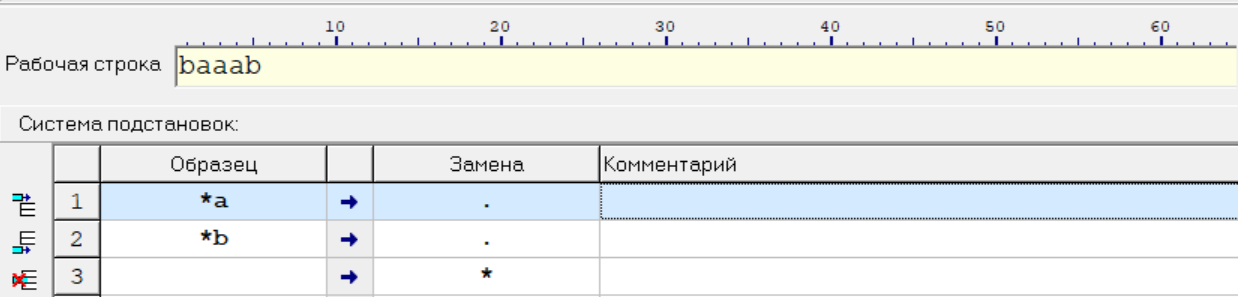 10 20 30 40 50 60
Рабочая строка baaab
Система подстановок:
Образец Замена Комментарий
1 *a → .
2 *b → .
3 → *